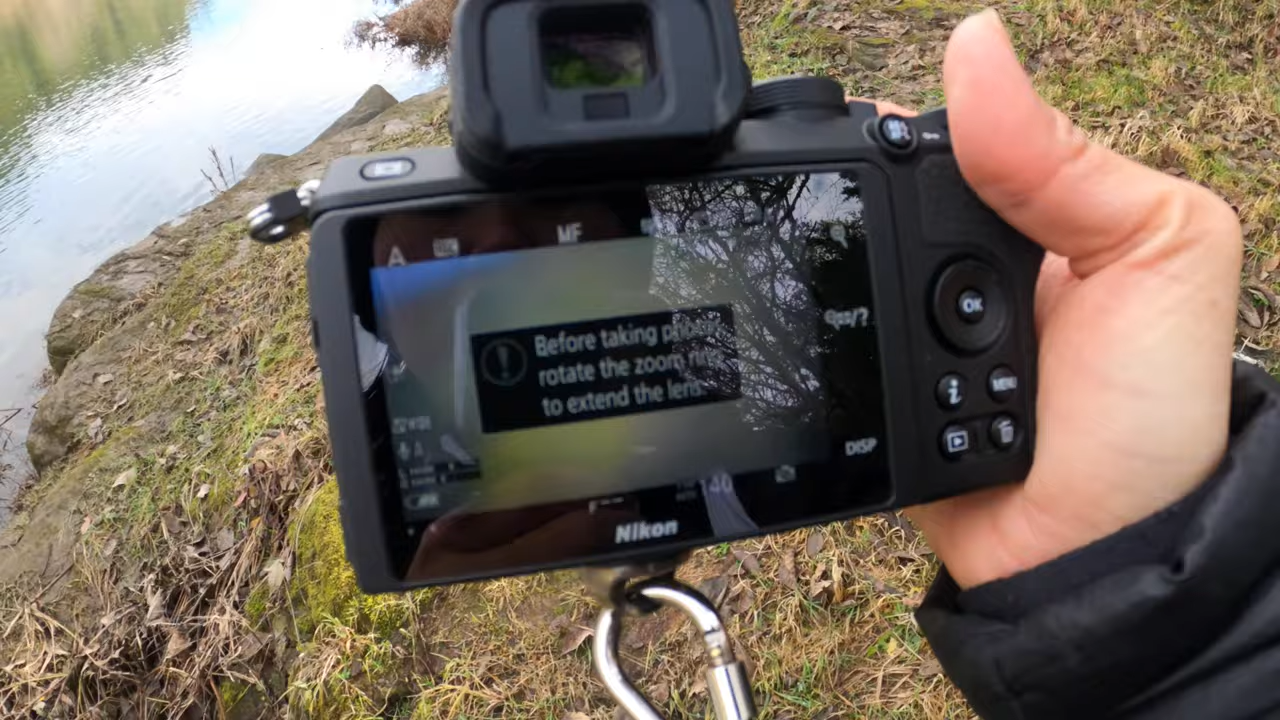 A
MF
Before taking photos,
rotate the zoom ring
to extend the lens.
OK
i
MENU
DISP
Nikon